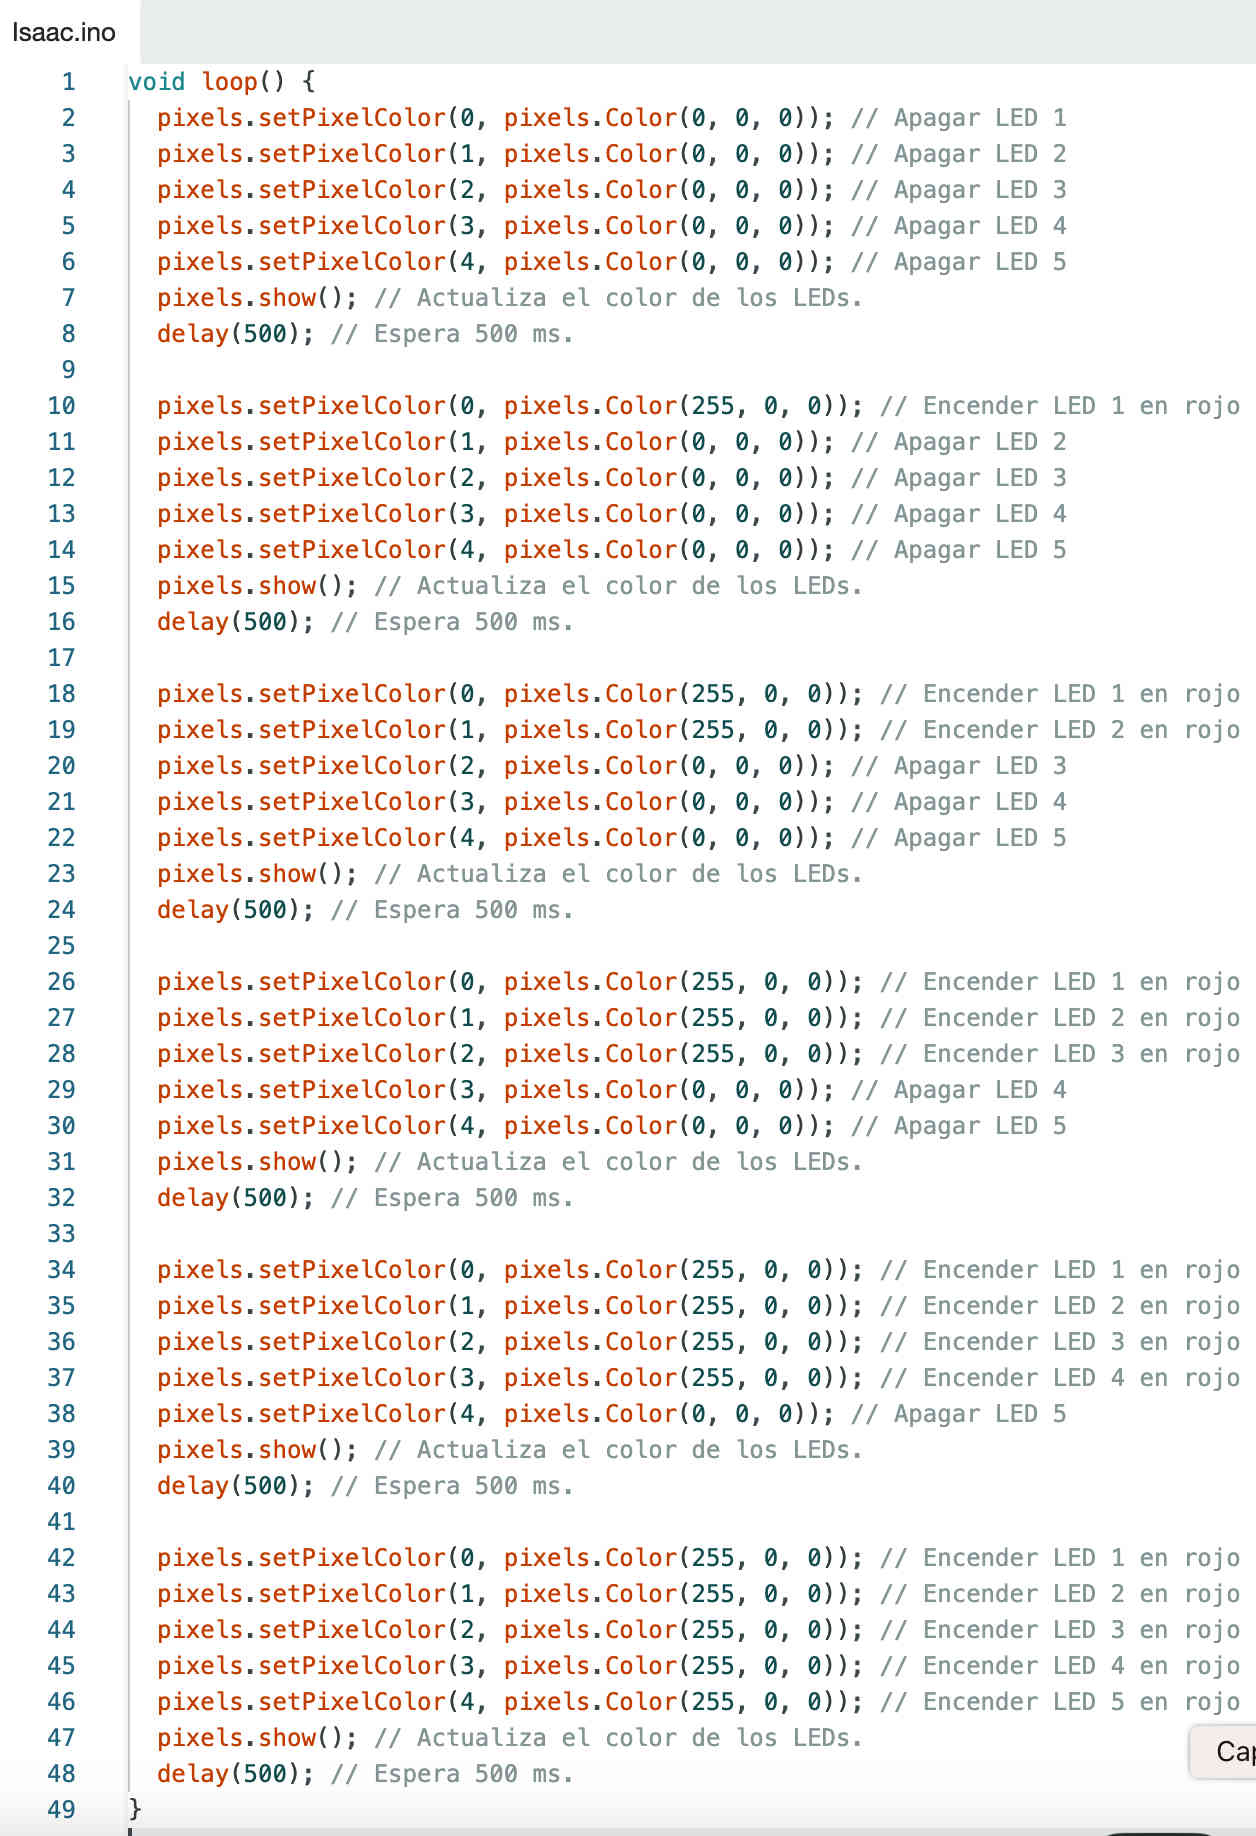 Isaac.ino
1 void loop() {
2 pixels.setPixelColor(0, pixels.Color(0, 0, 0)); // Apagar LED 1
3 pixels.setPixelColor(1, pixels.Color(0, 0, 0)); // Apagar LED 2
4 pixels.setPixelColor(2, pixels.Color(0, 0, 0)); // Apagar LED 3
5 pixels.setPixelColor(3, pixels.Color(0, 0, 0)); // Apagar LED 4
6 pixels.setPixelColor(4, pixels.Color(0, 0, 0)); // Apagar LED 5
7 pixels.show(); // Actualiza el color de los LEDs.
8 delay(500); // Espera 500 ms.
9
10 pixels.setPixelColor(0, pixels.Color(255, 0, 0)); // Encender LED 1 en rojo
11 pixels.setPixelColor(1, pixels.Color(0, 0, 0)); // Apagar LED 2
12 pixels.setPixelColor(2, pixels.Color(0, 0, 0)); // Apagar LED 3
13 pixels.setPixelColor(3, pixels.Color(0, 0, 0)); // Apagar LED 4
14 pixels.setPixelColor(4, pixels.Color(0, 0, 0)); // Apagar LED 5
15 pixels.show(); // Actualiza el color de los LEDs.
16 delay(500); // Espera 500 ms.
17
18 pixels.setPixelColor(0, pixels.Color(255, 0, 0)); // Encender LED 1 en rojo
19 pixels.setPixelColor(1, pixels.Color(255, 0, 0)); // Encender LED 2 en rojo
20 pixels.setPixelColor(2, pixels.Color(0, 0, 0)); // Apagar LED 3
21 pixels.setPixelColor(3, pixels.Color(0, 0, 0)); // Apagar LED 4
22 pixels.setPixelColor(4, pixels.Color(0, 0, 0)); // Apagar LED 5
23 pixels.show(); // Actualiza el color de los LEDs.
24 delay(500); // Espera 500 ms.
25
26 pixels.setPixelColor(0, pixels.Color(255, 0, 0)); // Encender LED 1 en rojo
27 pixels.setPixelColor(1, pixels.Color(255, 0, 0)); // Encender LED 2 en rojo
28 pixels.setPixelColor(2, pixels.Color(255, 0, 0)); // Encender LED 3 en rojo
29 pixels.setPixelColor(3, pixels.Color(0, 0, 0)); // Apagar LED 4
30 pixels.setPixelColor(4, pixels.Color(0, 0, 0)); // Apagar LED 5
31 pixels.show(); // Actualiza el color de los LEDs.
32 delay(500); // Espera 500 ms.
33
34 pixels.setPixelColor(0, pixels.Color(255, 0, 0)); // Encender LED 1 en rojo
35 pixels.setPixelColor(1, pixels.Color(255, 0, 0)); // Encender LED 2 en rojo
36 pixels.setPixelColor(2, pixels.Color(255, 0, 0)); // Encender LED 3 en rojo
37 pixels.setPixelColor(3, pixels.Color(255, 0, 0)); // Encender LED 4 en rojo
38 pixels.setPixelColor(4, pixels.Color(0, 0, 0)); // Apagar LED 5
39 pixels.show(); // Actualiza el color de los LEDs.
40 delay(500); // Espera 500 ms.
41
42 pixels.setPixelColor(0, pixels.Color(255, 0, 0)); // Encender LED 1 en rojo
43 pixels.setPixelColor(1, pixels.Color(255, 0, 0)); // Encender LED 2 en rojo
44 pixels.setPixelColor(2, pixels.Color(255, 0, 0)); // Encender LED 3 en rojo
45 pixels.setPixelColor(3, pixels.Color(255, 0, 0)); // Encender LED 4 en rojo
46 pixels.setPixelColor(4, pixels.Color(255, 0, 0)); // Encender LED 5 en rojo
47 pixels.show(); // Actualiza el color de los LEDs.
48 delay(500); // Espera 500 ms.
49 }